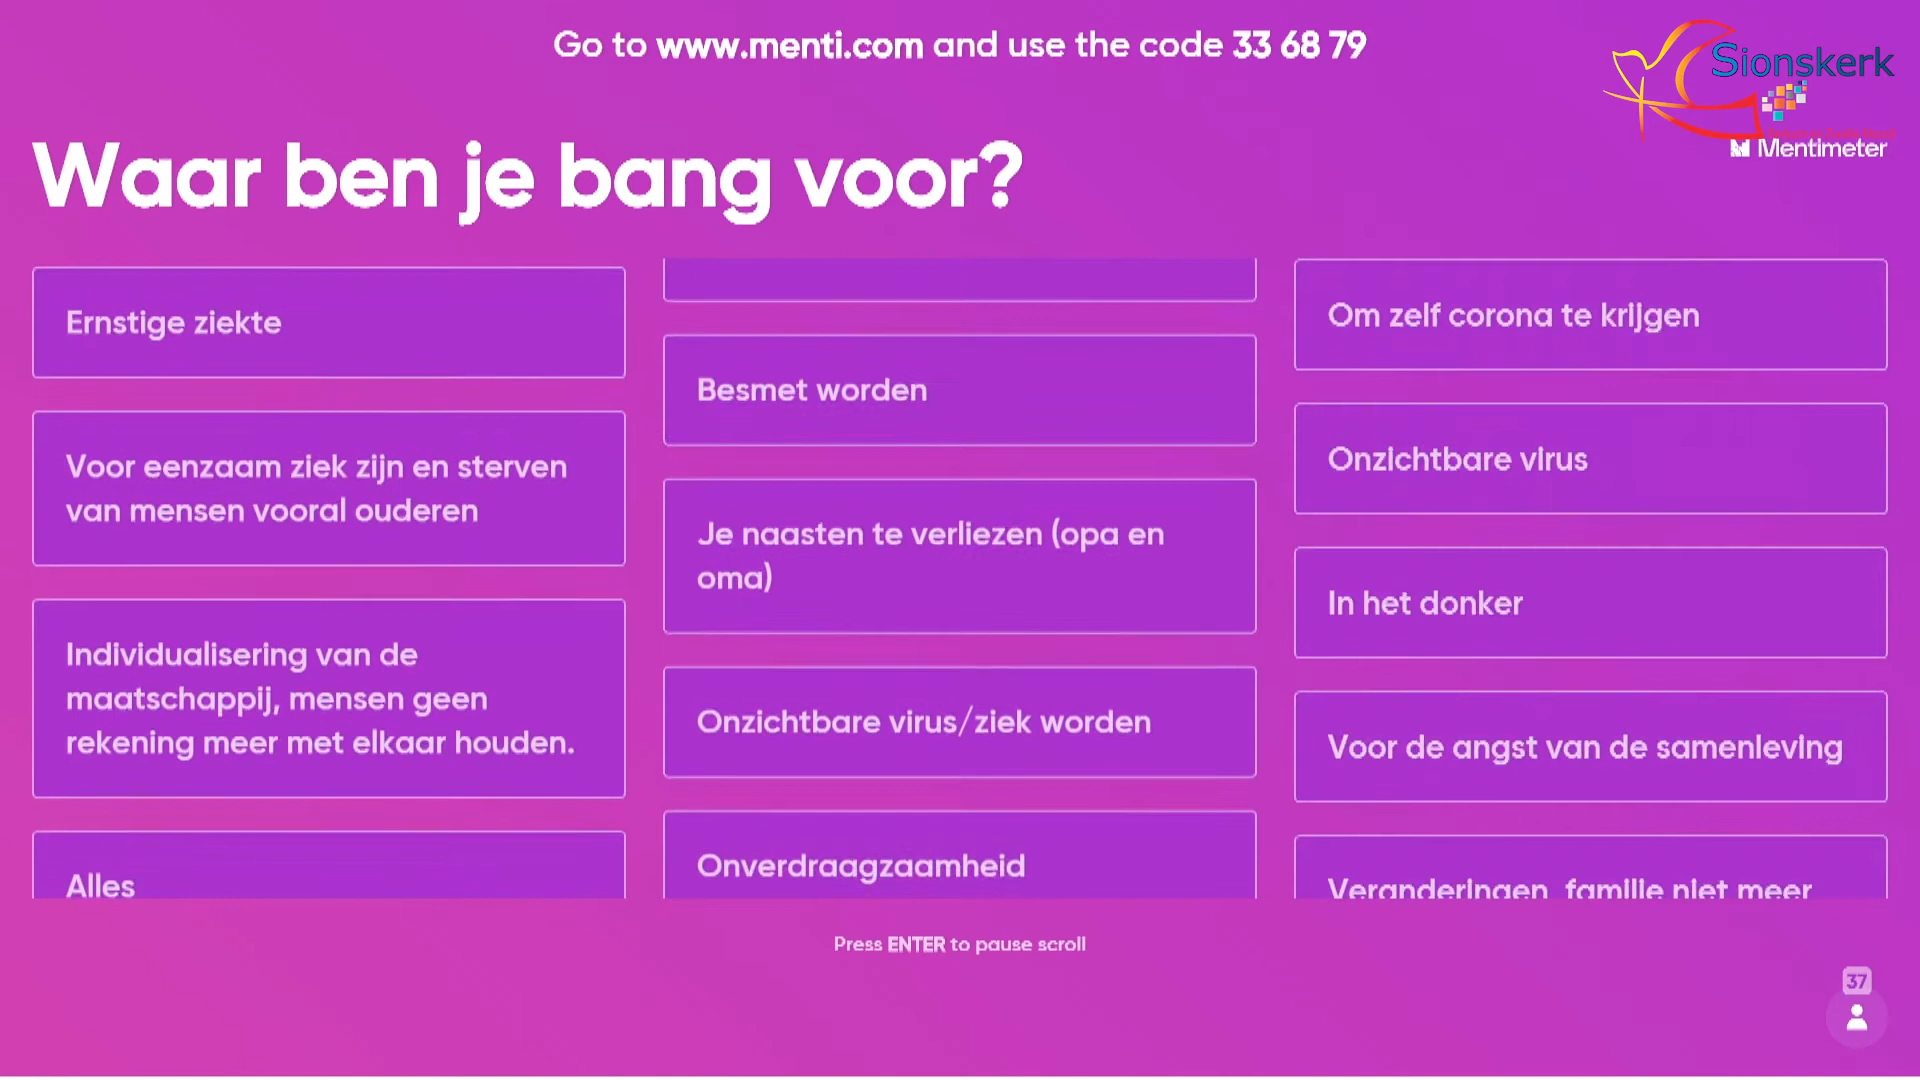 Go to www.menti.com and use the code 33 68 79
Sionskerk
Mentimeter
Waar ben je bang voor?
Ernstige ziekte
Voor eenzaam ziek zijn en sterven
van mensen vooral ouderen
Individualisering van de
maatschappij, mensen geen
rekening meer met elkaar houden.
Alles
Besmet worden
Je naasten te verliezen (opa en
oma)
Onzichtbare virus/ziek worden
Onverdraagzaamheid
Om zelf corona te krijgen
Onzichtbare virus
In het donker
Voor de angst van de samenleving
Veranderingen, familie niet meer
Press ENTER to pause scroll
37